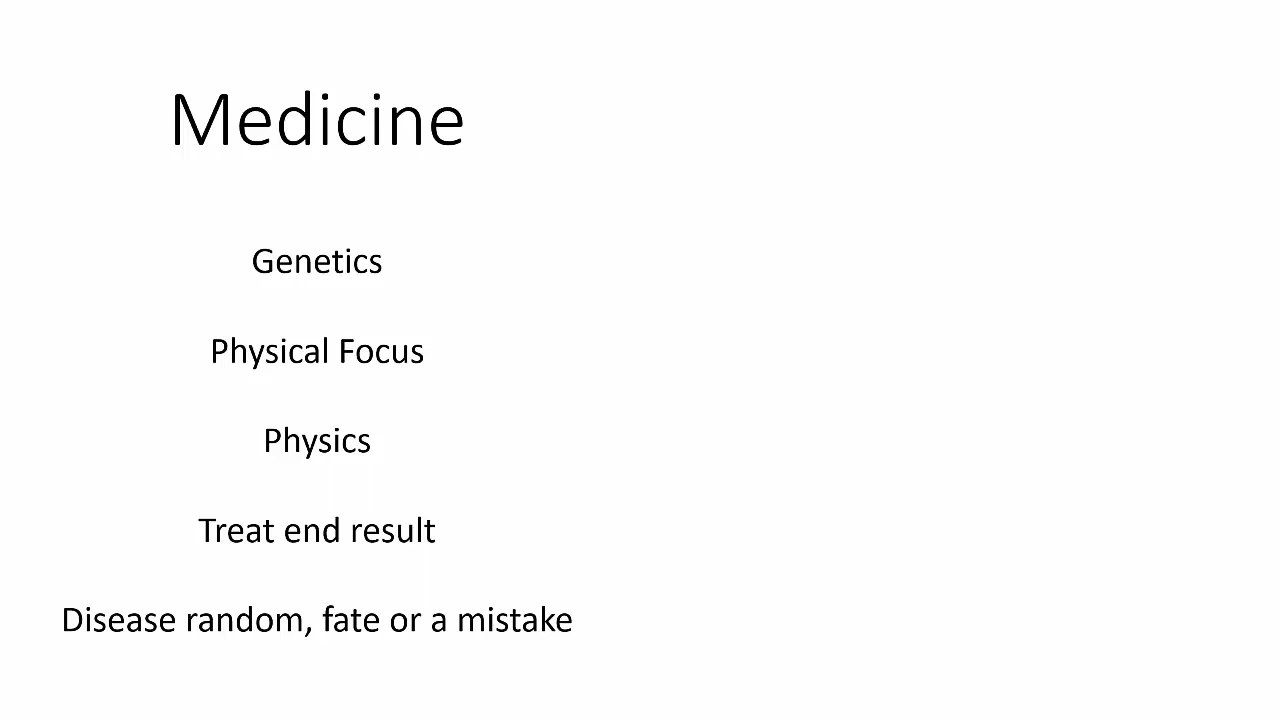 Medicine
Genetics
Physical Focus
Physics
Treat end result
Disease random, fate or a mistake